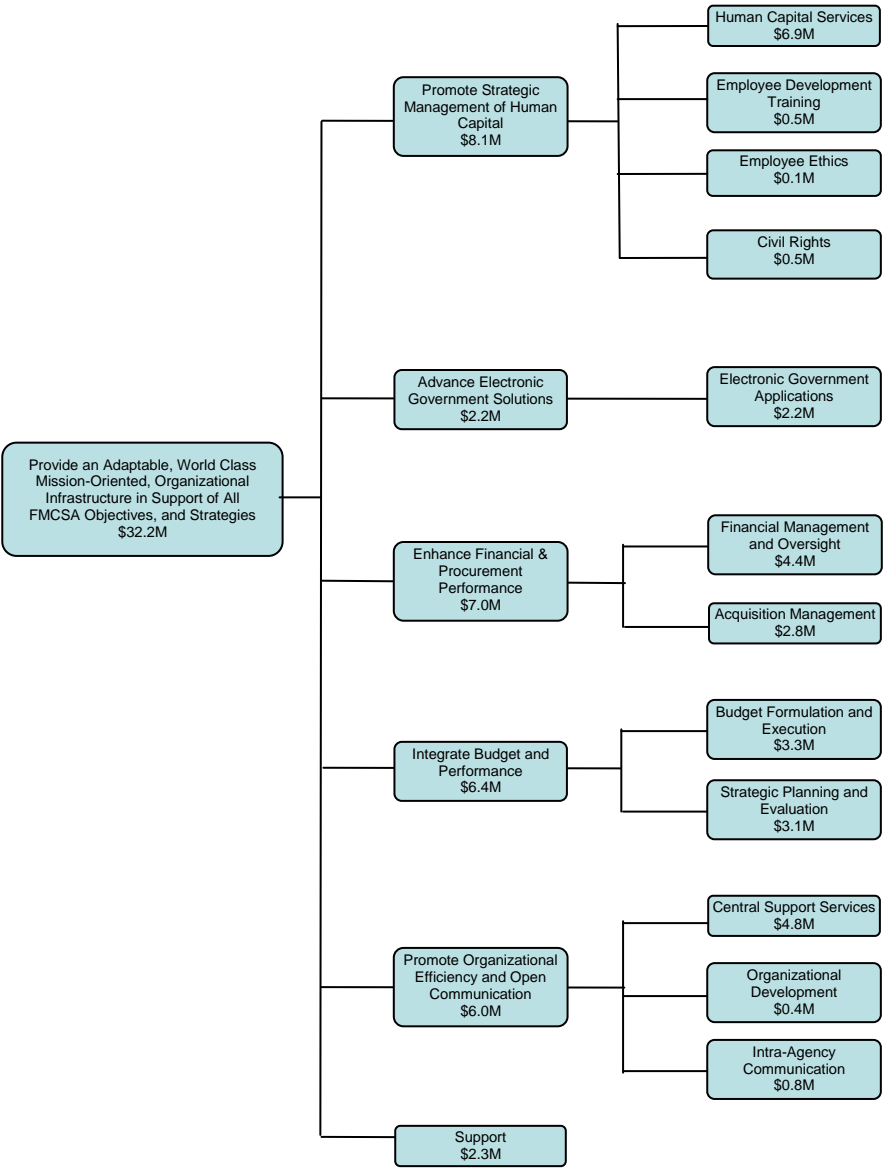 Provide an Adaptable, World Class
Mission-Oriented, Organizational
Infrastructure in Support of All
FMCSA Objectives, and Strategies
$32.2M
Promote Strategic
Management of Human
Capital
$8.1M
Human Capital Services
$6.9M
Employee Development
Training
$0.5M
Employee Ethics
$0.1M
Civil Rights
$0.5M
Advance Electronic
Government Solutions
$2.2M
Electronic Government
Applications
$2.2M
Enhance Financial &
Procurement
Performance
$7.0M
Financial Management
and Oversight
$4.4M
Acquisition Management
$2.8M
Integrate Budget and
Performance
$6.4M
Budget Formulation and
Execution
$3.3M
Strategic Planning and
Evaluation
$3.1M
Promote Organizational
Efficiency and Open
Communication
$6.0M
Central Support Services
$4.8M
Organizational
Development
$0.4M
Intra-Agency
Communication
$0.8M
Support
$2.3M